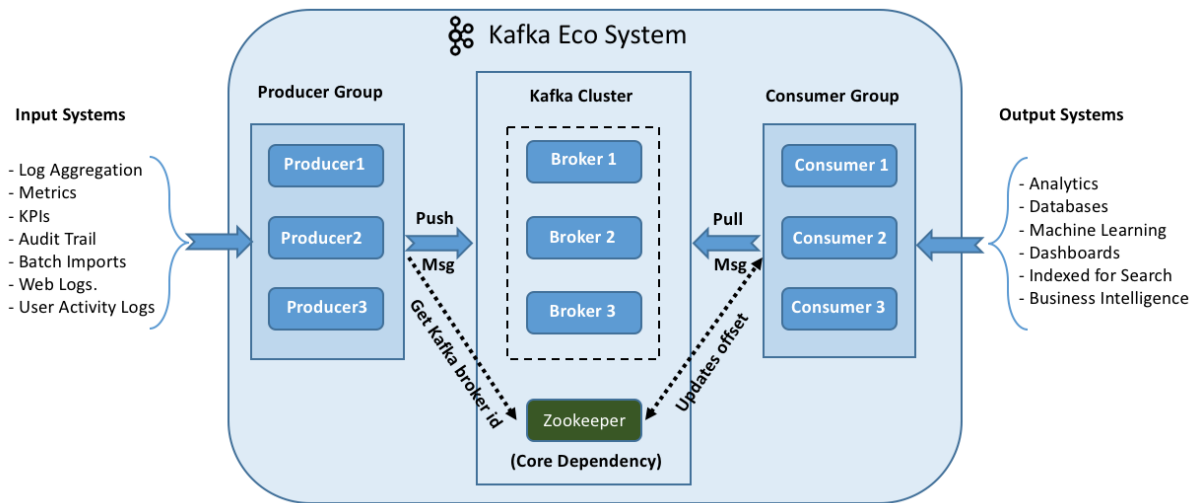 Kafka Eco System
Input Systems
- Log Aggregation
- Metrics
- KPIs
- Audit Trail
- Batch Imports
- Web Logs.
- User Activity Logs
Producer Group
Producer1
Producer2
Producer3
Push
Msg
Get Kafka broker id
Kafka Cluster
Broker 1
Broker 2
Broker 3
Zookeeper
(Core Dependency)
Pull
Msg
Updates offset
Consumer Group
Consumer 1
Consumer 2
Consumer 3
Output Systems
- Analytics
- Databases
- Machine Learning
- Dashboards
- Indexed for Search
- Business Intelligence